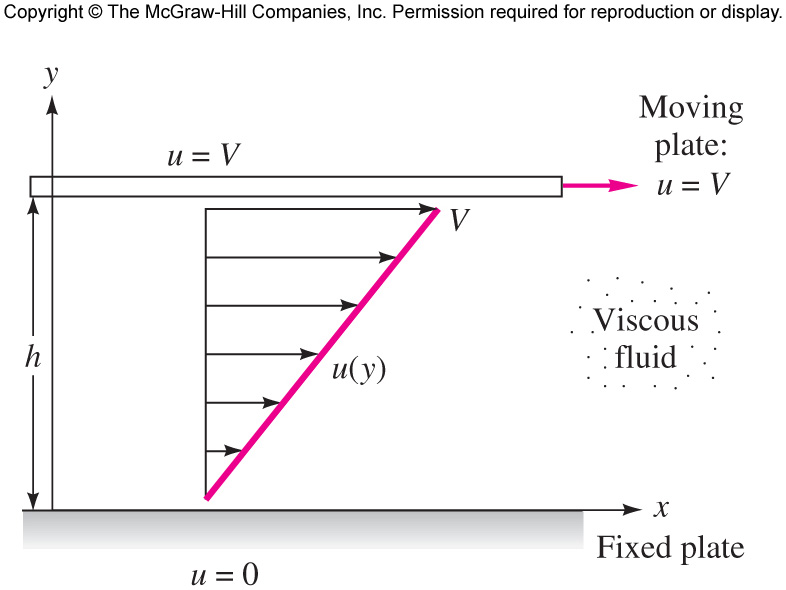 Copyright © The McGraw-Hill Companies, Inc. Permission required for reproduction or display.
y
Moving
plate:
u = V
u = V
V
Viscous
fluid
h
u(y)
x
Fixed plate
u = 0